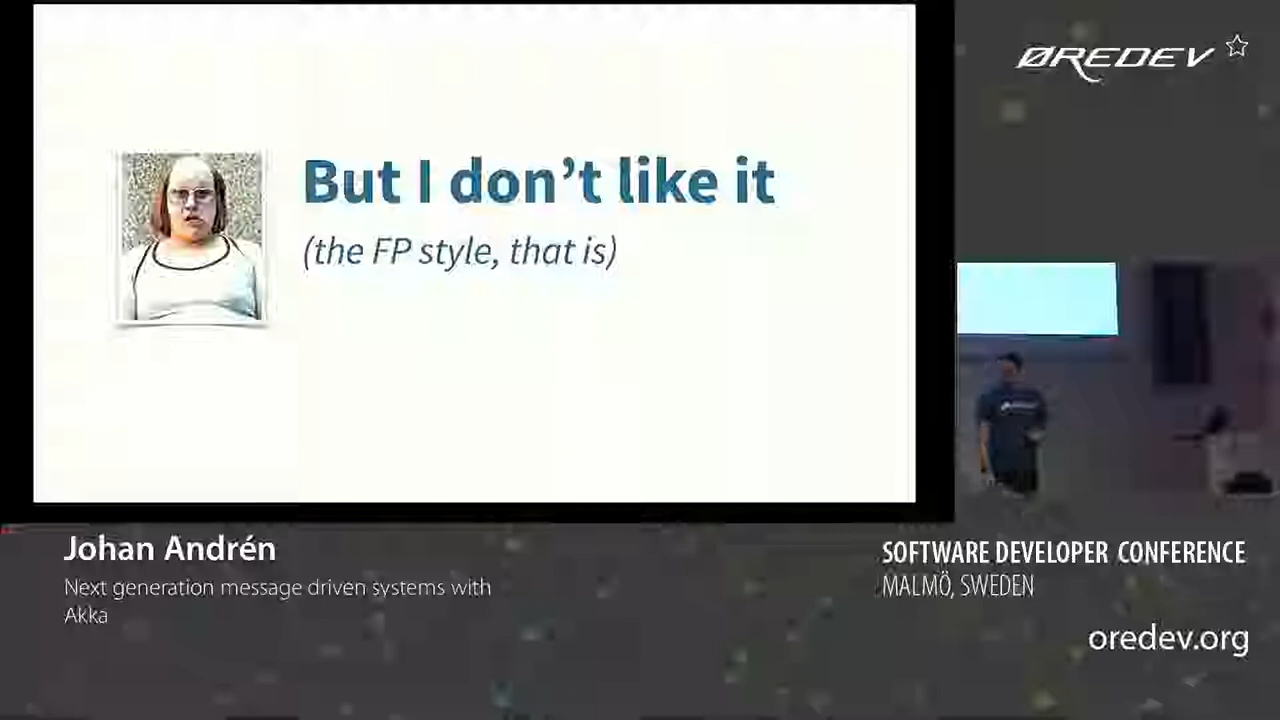 But I don’t like it
(the FP style, that is)
ØREDEV
Johan Andrén
Next generation message driven systems with
Akka
SOFTWARE DEVELOPER CONFERENCE
MALMÖ, SWEDEN
oredev.org